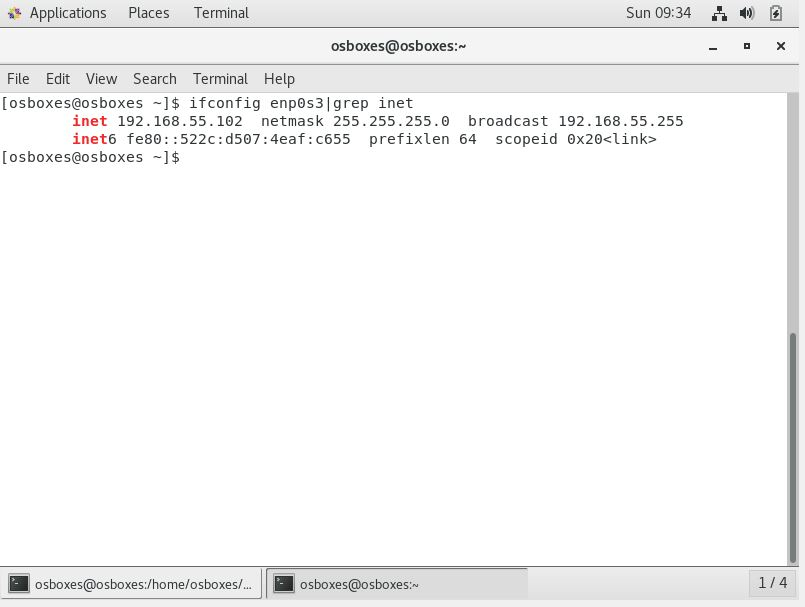 Applications Places Terminal Sun 09:34
osboxes@osboxes:~
File Edit View Search Terminal Help
[osboxes@osboxes ~]$ ifconfig enp0s3|grep inet
inet 192.168.55.102 netmask 255.255.255.0 broadcast 192.168.55.255
inet6 fe80::522c:d507:4eaf:c655 prefixlen 64 scopeid 0x20<link>
[osboxes@osboxes ~]$
osboxes@osboxes:/home/osboxes/... osboxes@osboxes:~ 1 / 4